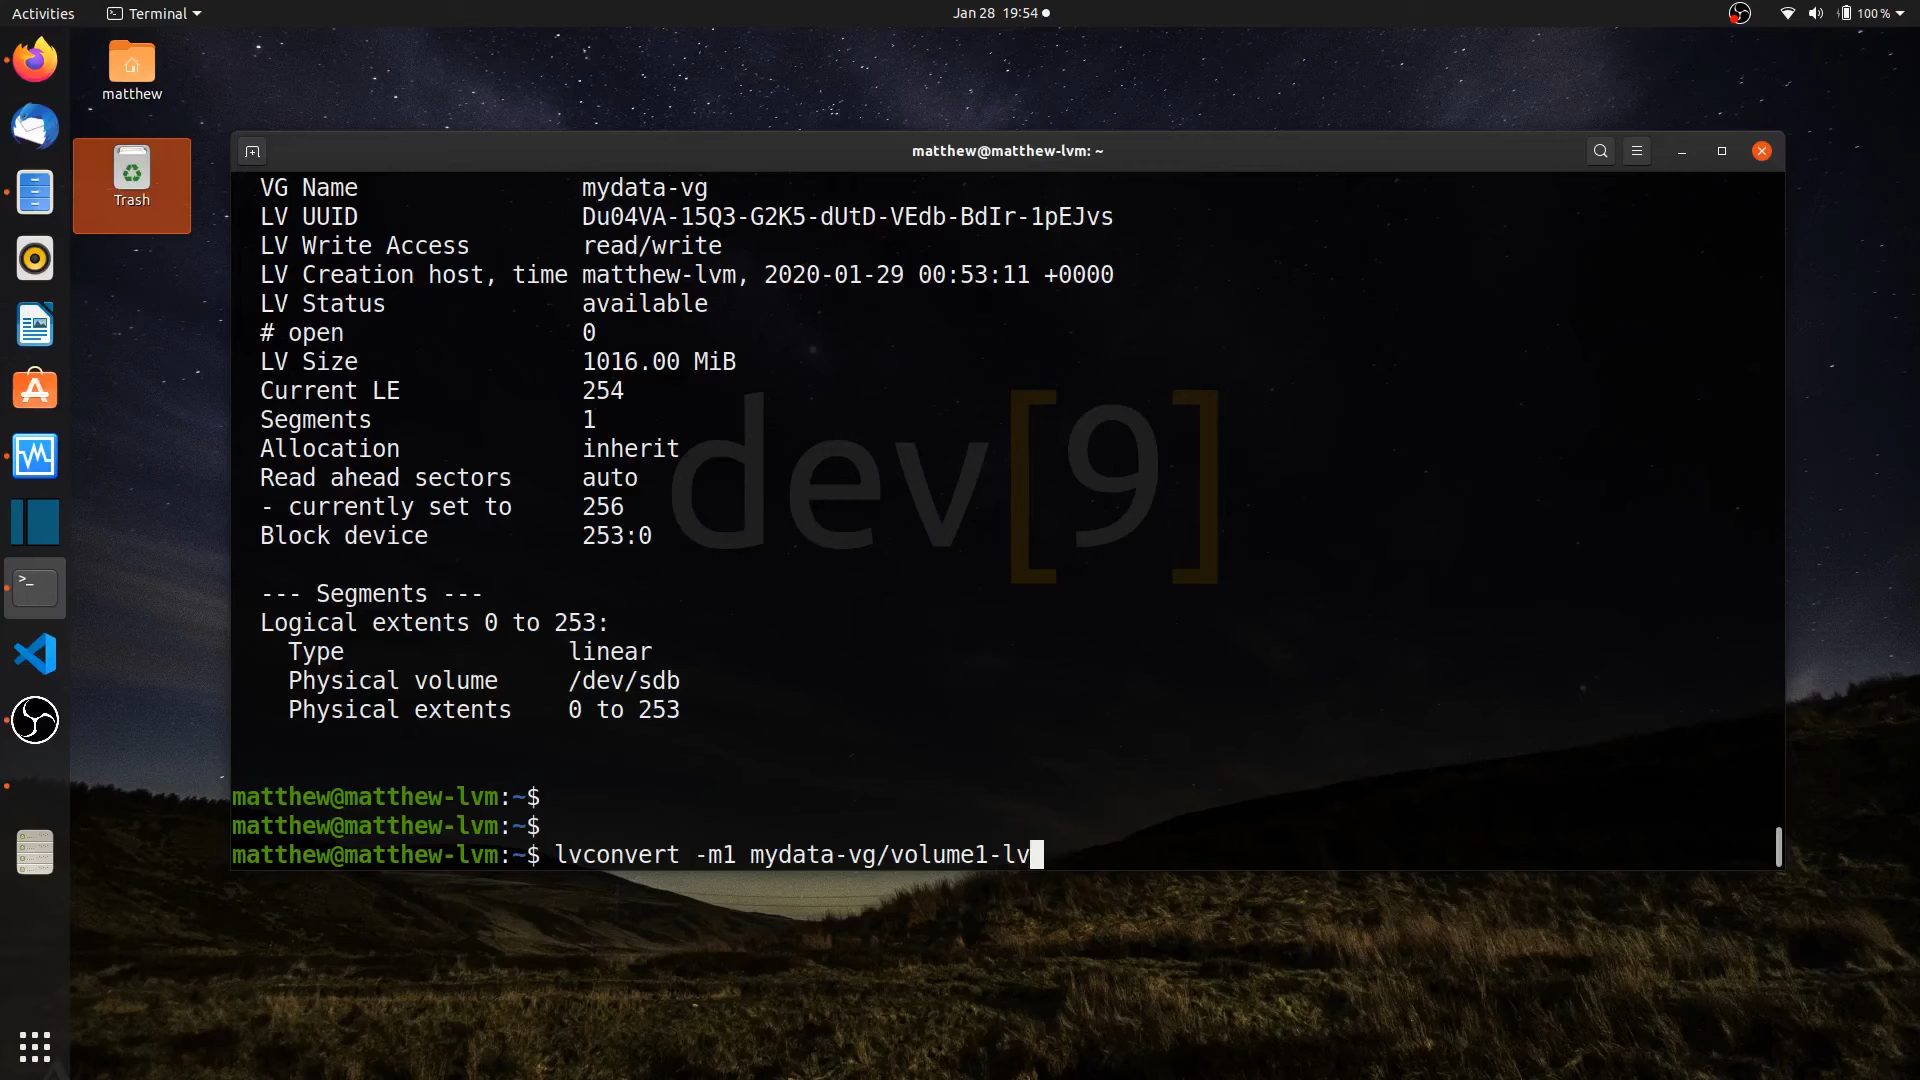 Activities
Terminal
Jan 28 19:54
100 %
matthew
Trash
matthew@matthew-lvm: ~
VG Name mydata-vg
LV UUID Du04VA-15Q3-G2K5-dUtD-VEdb-BdIr-1pEJvs
LV Write Access read/write
LV Creation host, time matthew-lvm, 2020-01-29 00:53:11 +0000
LV Status available
# open 0
LV Size 1016.00 MiB
Current LE 254
Segments 1
Allocation inherit
Read ahead sectors auto
- currently set to 256
Block device 253:0
--- Segments ---
Logical extents 0 to 253:
Type linear
Physical volume /dev/sdb
Physical extents 0 to 253
matthew@matthew-lvm:~$
matthew@matthew-lvm:~$
matthew@matthew-lvm:~$ lvconvert -m1 mydata-vg/volume1-lv
dev[9]